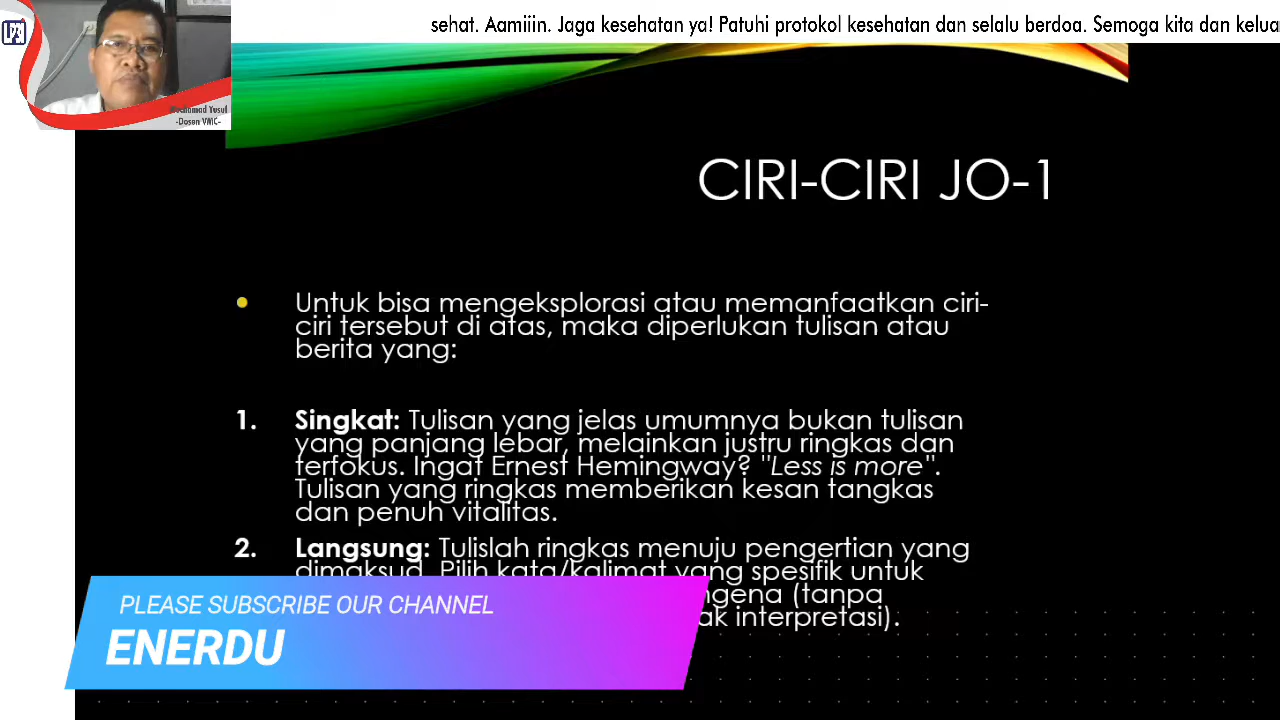 sehat. Aamiiin. Jaga kesehatan ya! Patuhi protokol kesehatan dan selalu berdoa. Semoga kita dan kelua
Mochamad Yusuf
-Dosen VMC-
CIRI-CIRI JO-1
Untuk bisa mengeksplorasi atau memanfaatkan ciri-
ciri tersebut di atas, maka diperlukan tulisan atau
berita yang:
1. Singkat: Tulisan yang jelas umumnya bukan tulisan
yang panjang lebar, melainkan justru ringkas dan
terfokus. Ingat Ernest Hemingway? "Less is more".
Tulisan yang ringkas memberikan kesan tangkas
dan penuh vitalitas.
2. Langsung: Tulislah ringkas menuju pengertian yang
dimaksud. Pilih kata/kalimat yang spesifik untuk
ngena (tanpa
ak interpretasi).
PLEASE SUBSCRIBE OUR CHANNEL
ENERDU